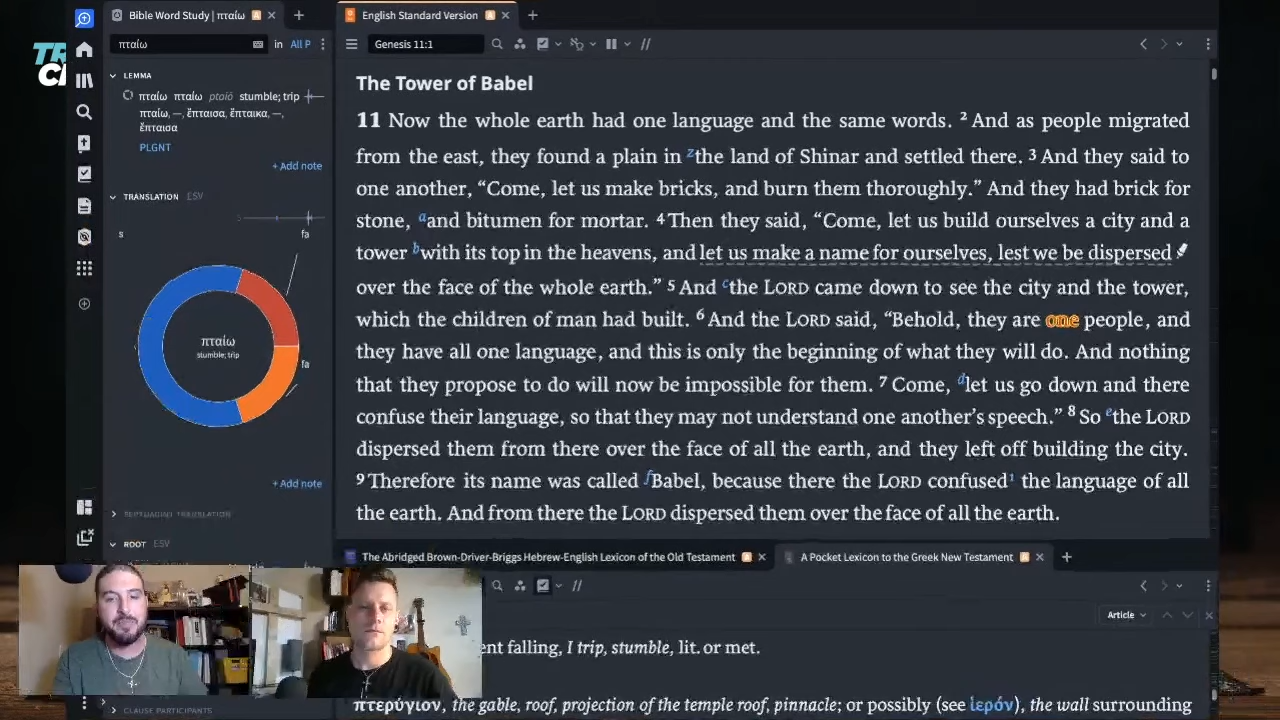 Bible Word Study | πταίω A
English Standard Version A
πταίω in All P
Genesis 11:1
LEMMA
πταίω πταίω ptaiō stumble; trip
πταίω, —, ἔπταισα, ἔπταικα, —,
ἔπταισα
PLGNT
+ Add note
TRANSLATION ESV
5
s fa
πταίω
stumble; trip
fa
+ Add note
SEPTUAGINT TRANSLATION
ROOT ESV
CLAUSE PARTICIPANTS
The Tower of Babel
11 Now the whole earth had one language and the same words. 2 And as people migrated
from the east, they found a plain in z the land of Shinar and settled there. 3 And they said to
one another, “Come, let us make bricks, and burn them thoroughly.” And they had brick for
stone, a and bitumen for mortar. 4 Then they said, “Come, let us build ourselves a city and a
tower b with its top in the heavens, and let us make a name for ourselves, lest we be dispersed
over the face of the whole earth.” 5 And c the LORD came down to see the city and the tower,
which the children of man had built. 6 And the LORD said, “Behold, they are one people, and
they have all one language, and this is only the beginning of what they will do. And nothing
that they propose to do will now be impossible for them. 7 Come, d let us go down and there
confuse their language, so that they may not understand one another’s speech.” 8 So e the LORD
dispersed them from there over the face of all the earth, and they left off building the city.
9 Therefore its name was called f Babel, because there the LORD confused 1 the language of all
the earth. And from there the LORD dispersed them over the face of all the earth.
The Abridged Brown-Driver-Briggs Hebrew-English Lexicon of the Old Testament A
A Pocket Lexicon to the Greek New Testament A
Article
ent falling, I trip, stumble, lit. or met.
πτερύγιον, the gable, roof, projection of the temple roof, pinnacle; or possibly (see ἱερόν), the wall surrounding